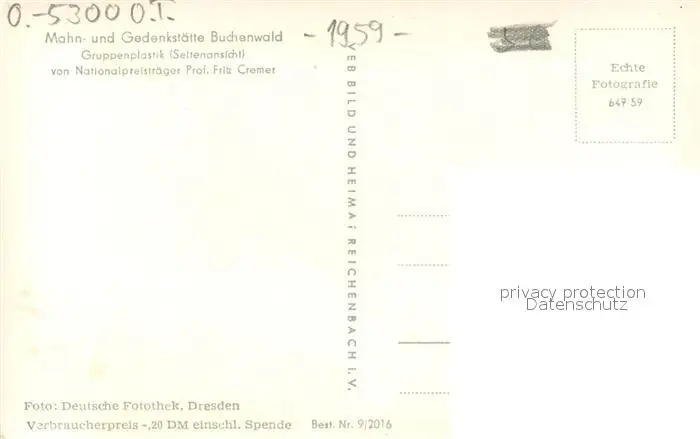 O.-5300 O.T.
Mahn- und Gedenkstätte Buchenwald
Gruppenplastik (Seitenansicht)
von Nationalpreisträger Prof. Fritz Cremer
- 1959 -
Echte
Fotografie
647 59
VEB BILD UND HEIMAT REICHENBACH i. V.
privacy protection
Datenschutz
Foto: Deutsche Fotothek, Dresden
Verbraucherpreis -,20 DM einschl. Spende
Best. Nr. 9/2016